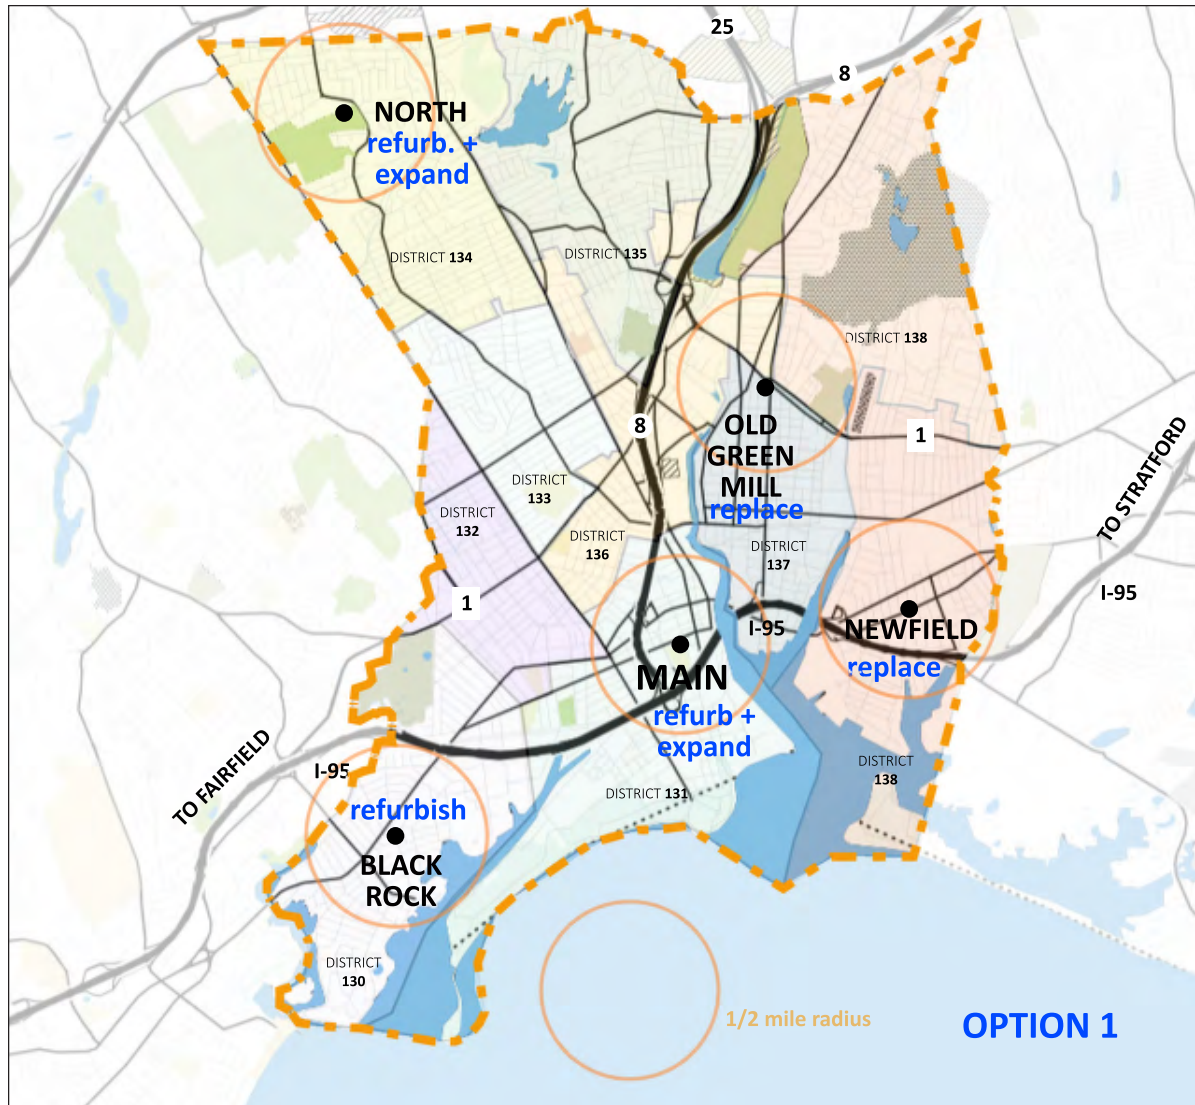 25
8
NORTH
refurb. +
expand
DISTRICT 134
DISTRICT 135
DISTRICT 138
8
1
OLD
GREEN
MILL
replace
TO STRATFORD
DISTRICT
133
DISTRICT
132
DISTRICT
136
DISTRICT
137
I-95
1
I-95
NEWFIELD
replace
MAIN
refurb +
expand
TO FAIRFIELD
I-95
DISTRICT
138
DISTRICT 131
refurbish
BLACK
ROCK
DISTRICT
130
1/2 mile radius
OPTION 1